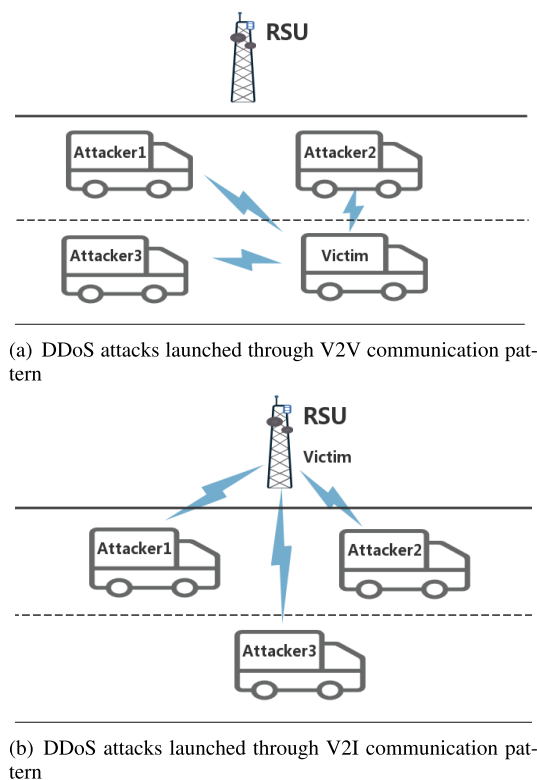 RSU
Attacker1
Attacker2
Attacker3
Victim
(a) DDoS attacks launched through V2V communication pat-
tern
RSU
Victim
Attacker1
Attacker2
Attacker3
(b) DDoS attacks launched through V2I communication pat-
tern